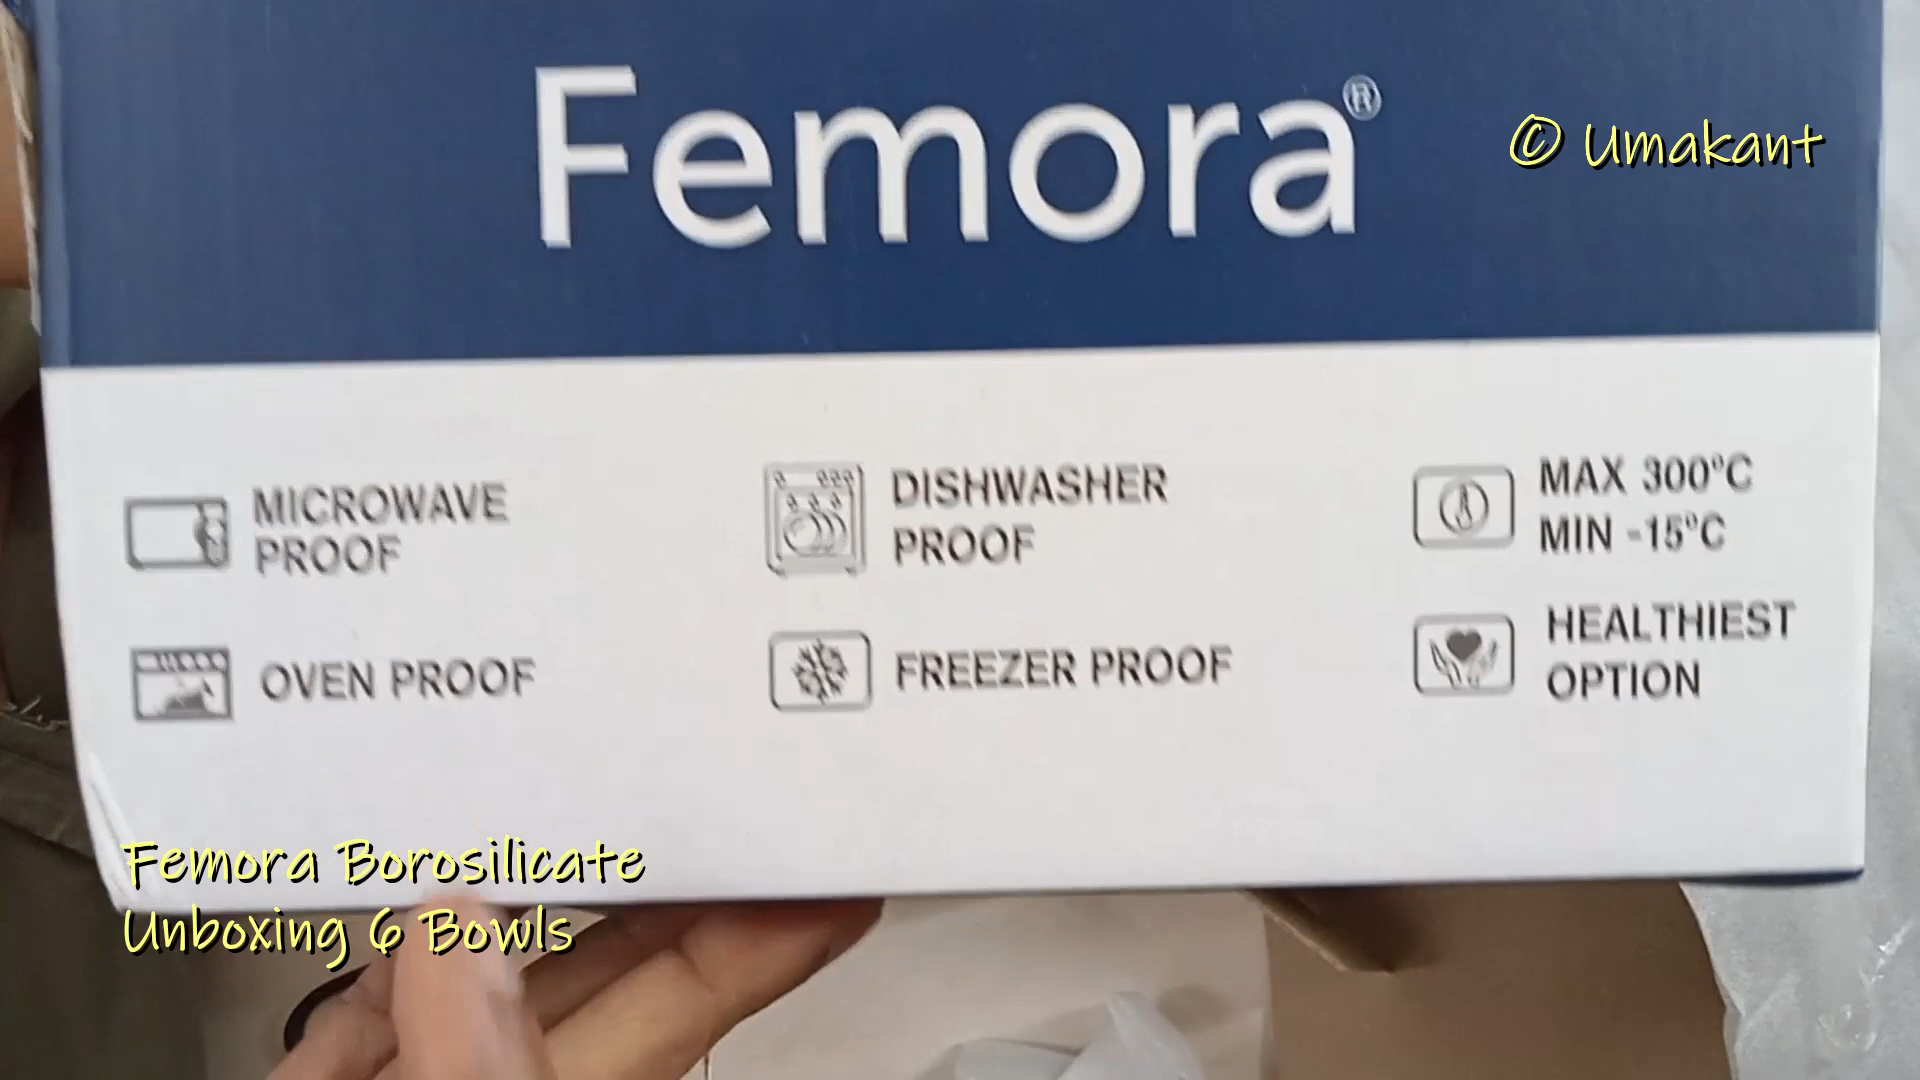 Femora®
© Umakant
MICROWAVE
PROOF
DISHWASHER
PROOF
MAX 300°C
MIN -15°C
OVEN PROOF
FREEZER PROOF
HEALTHIEST
OPTION
Femora Borosilicate
Unboxing 6 Bowls